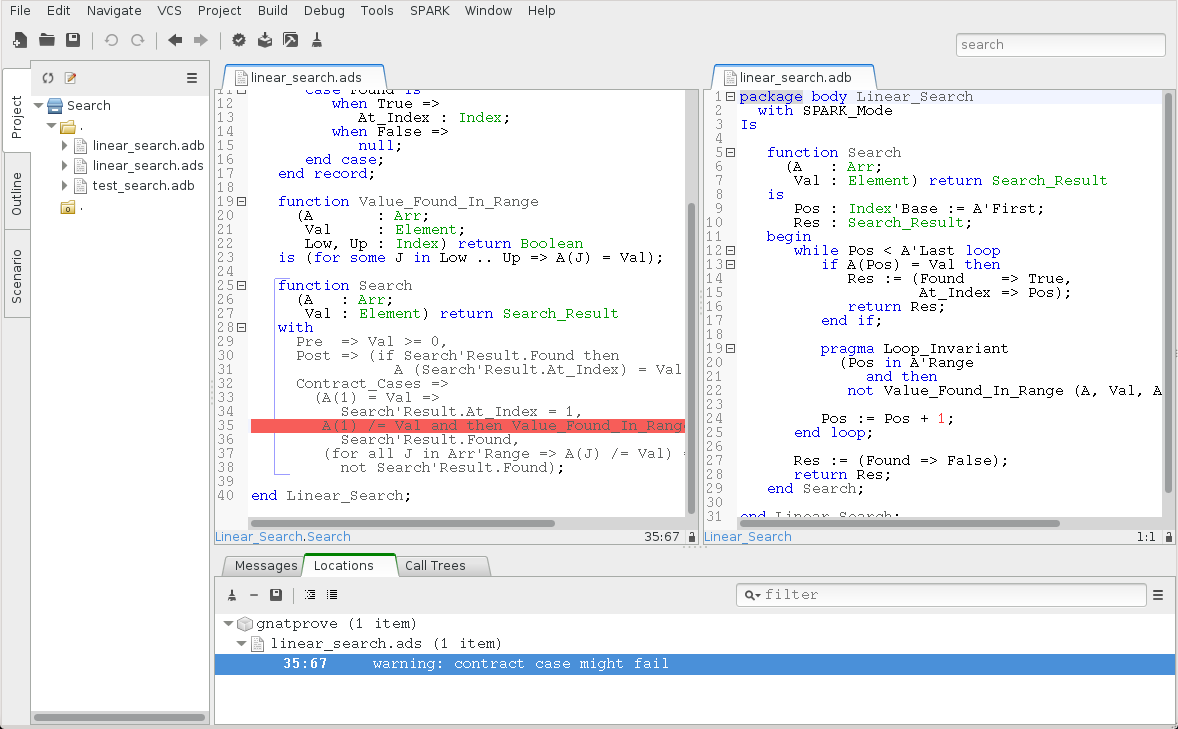 File Edit Navigate VCS Project Build Debug Tools SPARK Window Help
search
Project
Outline
Scenario
Search
.
linear_search.adb
linear_search.ads
test_search.adb
.
linear_search.ads
11 case Found is
12 when True =>
13 At_Index : Index;
14 when False =>
15 null;
16 end case;
17 end record;
18
19 function Value_Found_In_Range
20 (A : Arr;
21 Val : Element;
22 Low, Up : Index) return Boolean
23 is (for some J in Low .. Up => A(J) = Val);
24
25 function Search
26 (A : Arr;
27 Val : Element) return Search_Result
28 with
29 Pre => Val >= 0,
30 Post => (if Search'Result.Found then
31 A (Search'Result.At_Index) = Val
32 Contract_Cases =>
33 (A(1) = Val =>
34 Search'Result.At_Index = 1,
35 A(1) /= Val and then Value_Found_In_Rang
36 Search'Result.Found,
37 (for all J in Arr'Range => A(J) /= Val) =
38 not Search'Result.Found);
39
40 end Linear_Search;
Linear_Search.Search 35:67
linear_search.adb
1 package body Linear_Search
2 with SPARK_Mode
3 Is
4
5 function Search
6 (A : Arr;
7 Val : Element) return Search_Result
8 is
9 Pos : Index'Base := A'First;
10 Res : Search_Result;
11 begin
12 while Pos < A'Last loop
13 if A(Pos) = Val then
14 Res := (Found => True,
15 At_Index => Pos);
16 return Res;
17 end if;
18
19 pragma Loop_Invariant
20 (Pos in A'Range
21 and then
22 not Value_Found_In_Range (A, Val, A
23
24 Pos := Pos + 1;
25 end loop;
26
27 Res := (Found => False);
28 return Res;
29 end Search;
30
31 end Linear_Search;
Linear_Search 1:1
Messages Locations Call Trees
filter
gnatprove (1 item)
linear_search.ads (1 item)
35:67 warning: contract case might fail